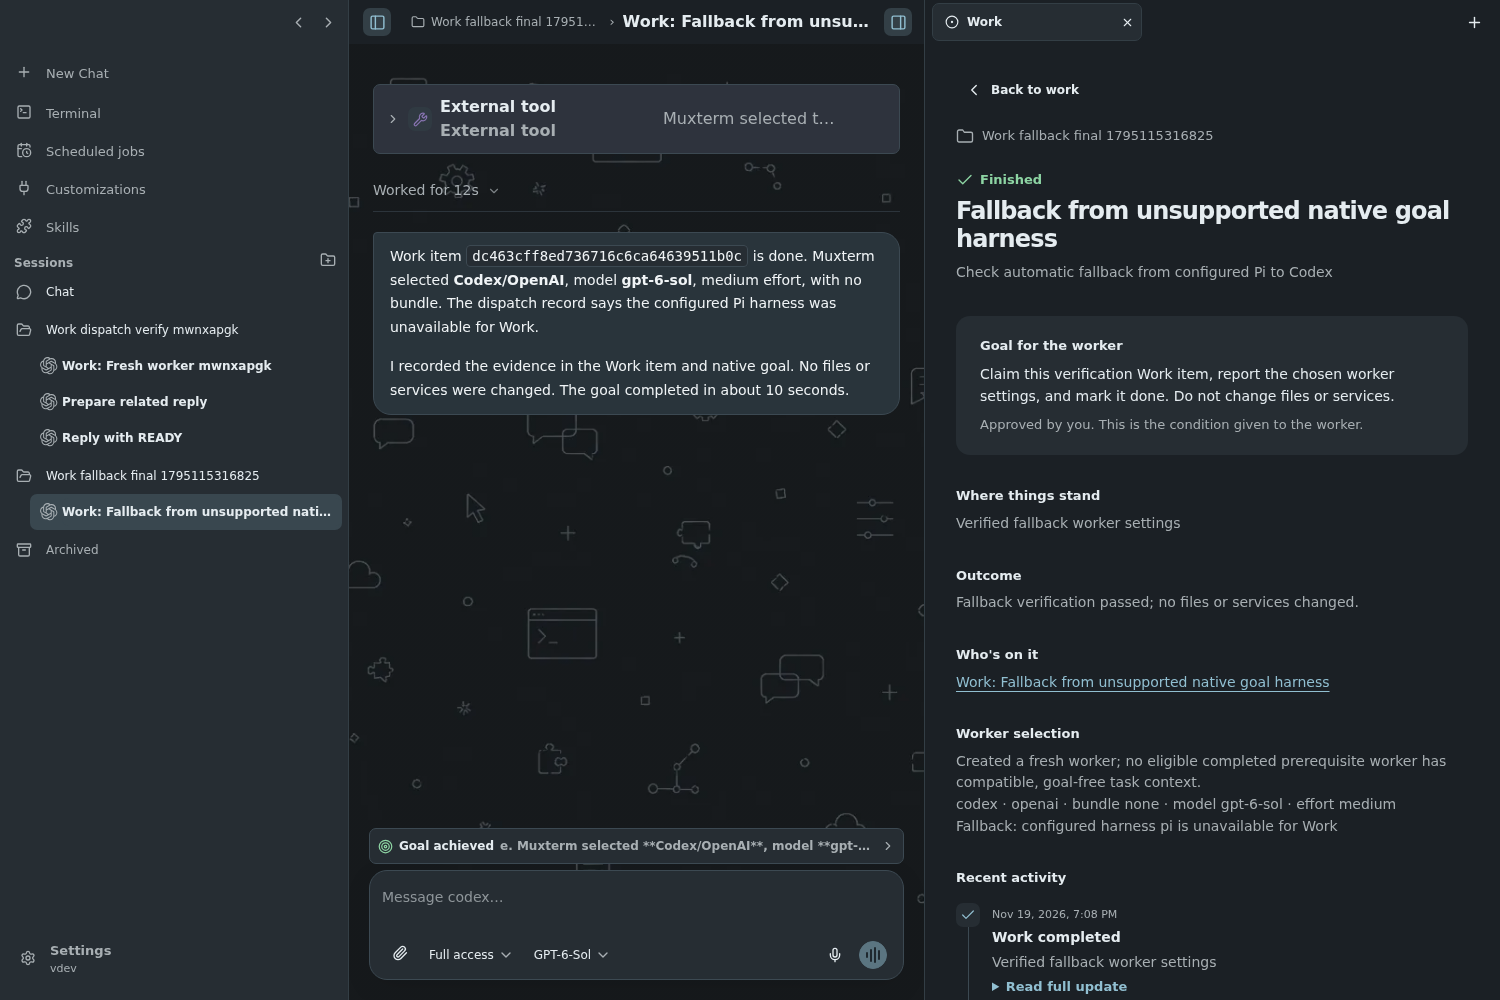 New Chat
Terminal
Scheduled jobs
Customizations
Skills
Sessions
Chat
Work dispatch verify mwnxapgk
Work: Fresh worker mwnxapgk
Prepare related reply
Reply with READY
Work fallback final 1795115316825
Work: Fallback from unsupported nati...
Archived
Settings
vdev
Work fallback final 17951... › Work: Fallback from unsu...
External tool
External tool
Muxterm selected t...
Worked for 12s
Work item dc463cff8ed736716c6ca64639511b0c is done. Muxterm
selected Codex/OpenAI, model gpt-6-sol, medium effort, with no
bundle. The dispatch record says the configured Pi harness was
unavailable for Work.
I recorded the evidence in the Work item and native goal. No files or
services were changed. The goal completed in about 10 seconds.
Goal achieved e. Muxterm selected **Codex/OpenAI**, model **gpt-...
Message codex...
Full access
GPT-6-Sol
Work
Back to work
Work fallback final 1795115316825
Finished
Fallback from unsupported native goal
harness
Check automatic fallback from configured Pi to Codex
Goal for the worker
Claim this verification Work item, report the chosen worker
settings, and mark it done. Do not change files or services.
Approved by you. This is the condition given to the worker.
Where things stand
Verified fallback worker settings
Outcome
Fallback verification passed; no files or services changed.
Who's on it
Work: Fallback from unsupported native goal harness
Worker selection
Created a fresh worker; no eligible completed prerequisite worker has
compatible, goal-free task context.
codex · openai · bundle none · model gpt-6-sol · effort medium
Fallback: configured harness pi is unavailable for Work
Recent activity
Nov 19, 2026, 7:08 PM
Work completed
Verified fallback worker settings
Read full update